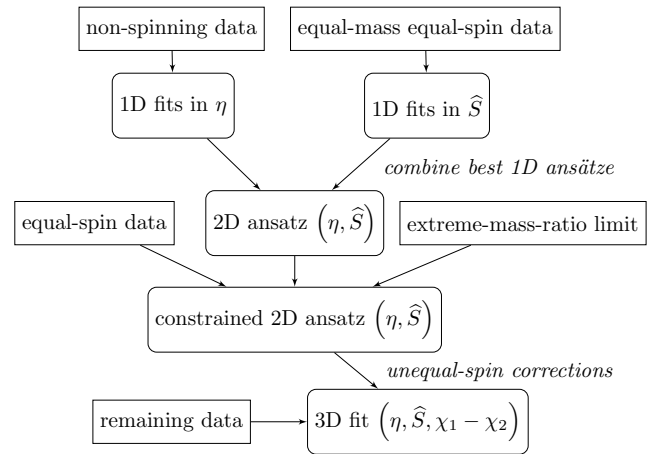 non-spinning data
equal-mass equal-spin data
1D fits in η
1D fits in Ŝ
combine best 1D ansätze
equal-spin data
2D ansatz (η, Ŝ)
extreme-mass-ratio limit
constrained 2D ansatz (η, Ŝ)
unequal-spin corrections
remaining data
3D fit (η, Ŝ, χ₁ − χ₂)